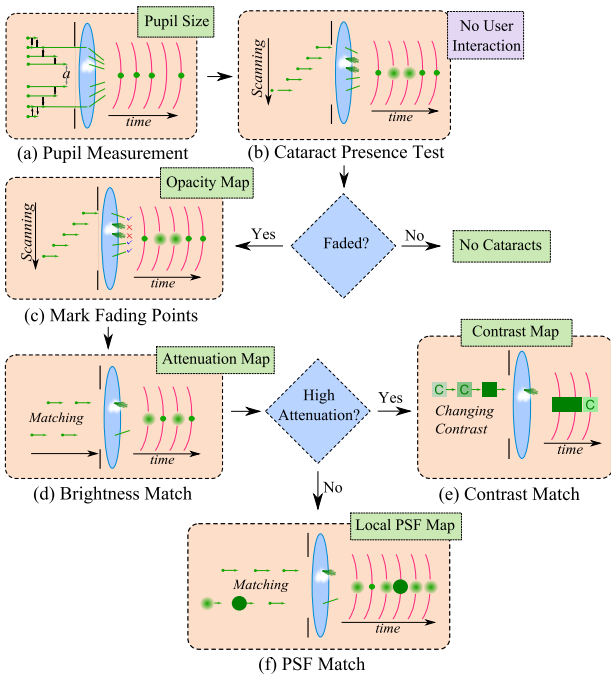 Pupil Size
a
time
(a) Pupil Measurement
No User
Interaction
Scanning
time
(b) Cataract Presence Test
Opacity Map
Scanning
time
(c) Mark Fading Points
Faded?
Yes
No
No Cataracts
Attenuation Map
Matching
time
(d) Brightness Match
High
Attenuation?
Yes
No
Contrast Map
C
C
Changing
Contrast
C
time
(e) Contrast Match
Local PSF Map
Matching
time
(f) PSF Match